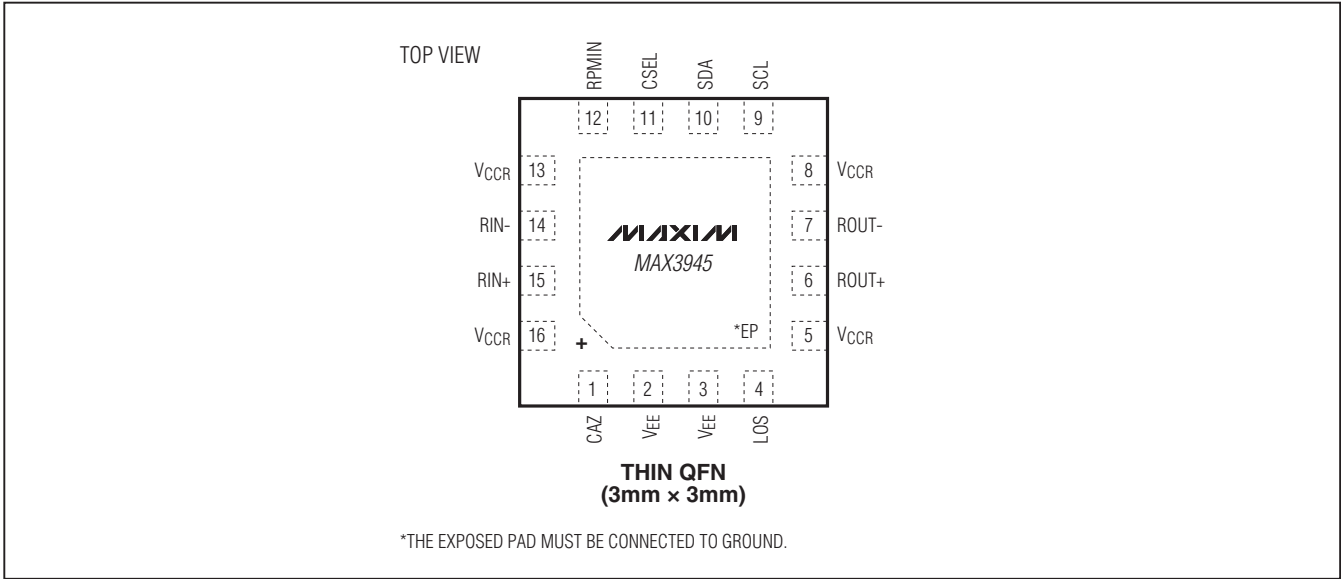 TOP VIEW
RPMIN
CSEL
SDA
SCL
12
11
10
9
VCCR
13
8
VCCR
RIN-
14
MAXIM
7
ROUT-
MAX3945
RIN+
15
6
ROUT+
VCCR
16
*EP
5
VCCR
+
1
2
3
4
CAZ
VEE
VEE
LOS
THIN QFN
(3mm × 3mm)
*THE EXPOSED PAD MUST BE CONNECTED TO GROUND.